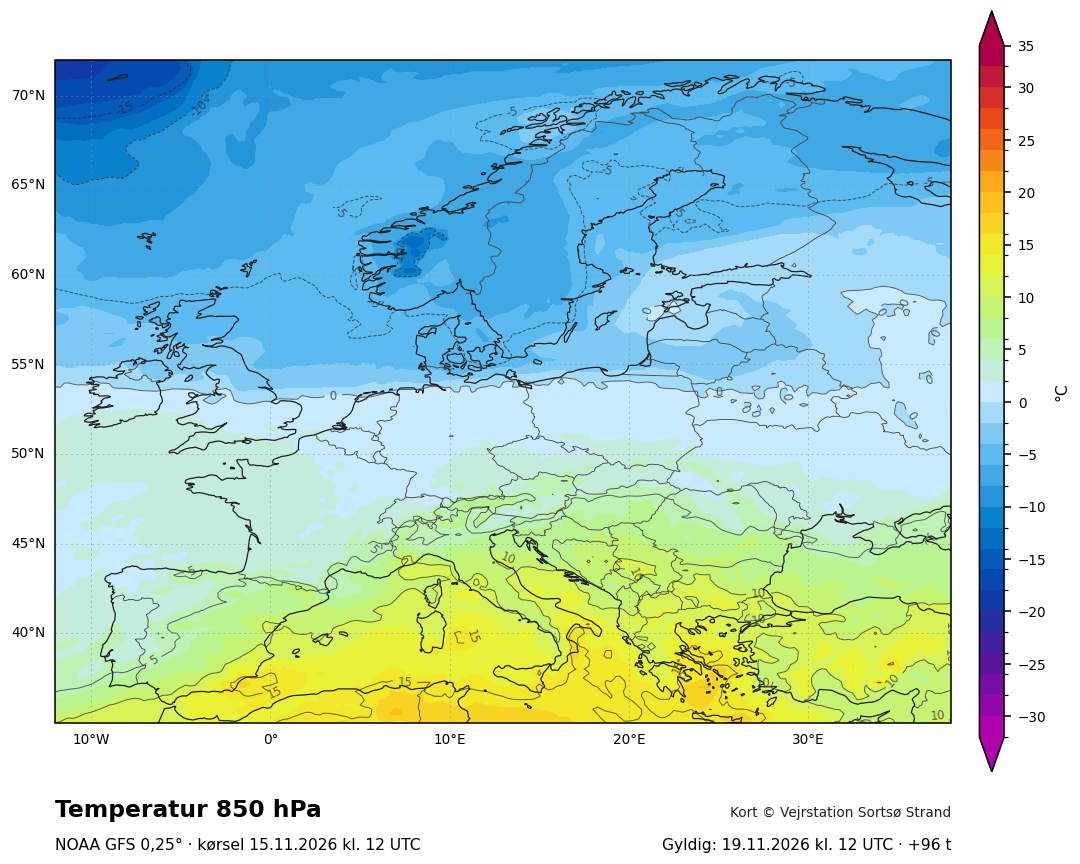 70°N
65°N
60°N
55°N
50°N
45°N
40°N
10°W
0°
10°E
20°E
30°E
35
30
25
20
15
10
5
0
−5
−10
−15
−20
−25
−30
°C
Temperatur 850 hPa
Kort © Vejrstation Sortsø Strand
NOAA GFS 0,25° · kørsel 15.11.2026 kl. 12 UTC
Gyldig: 19.11.2026 kl. 12 UTC · +96 t